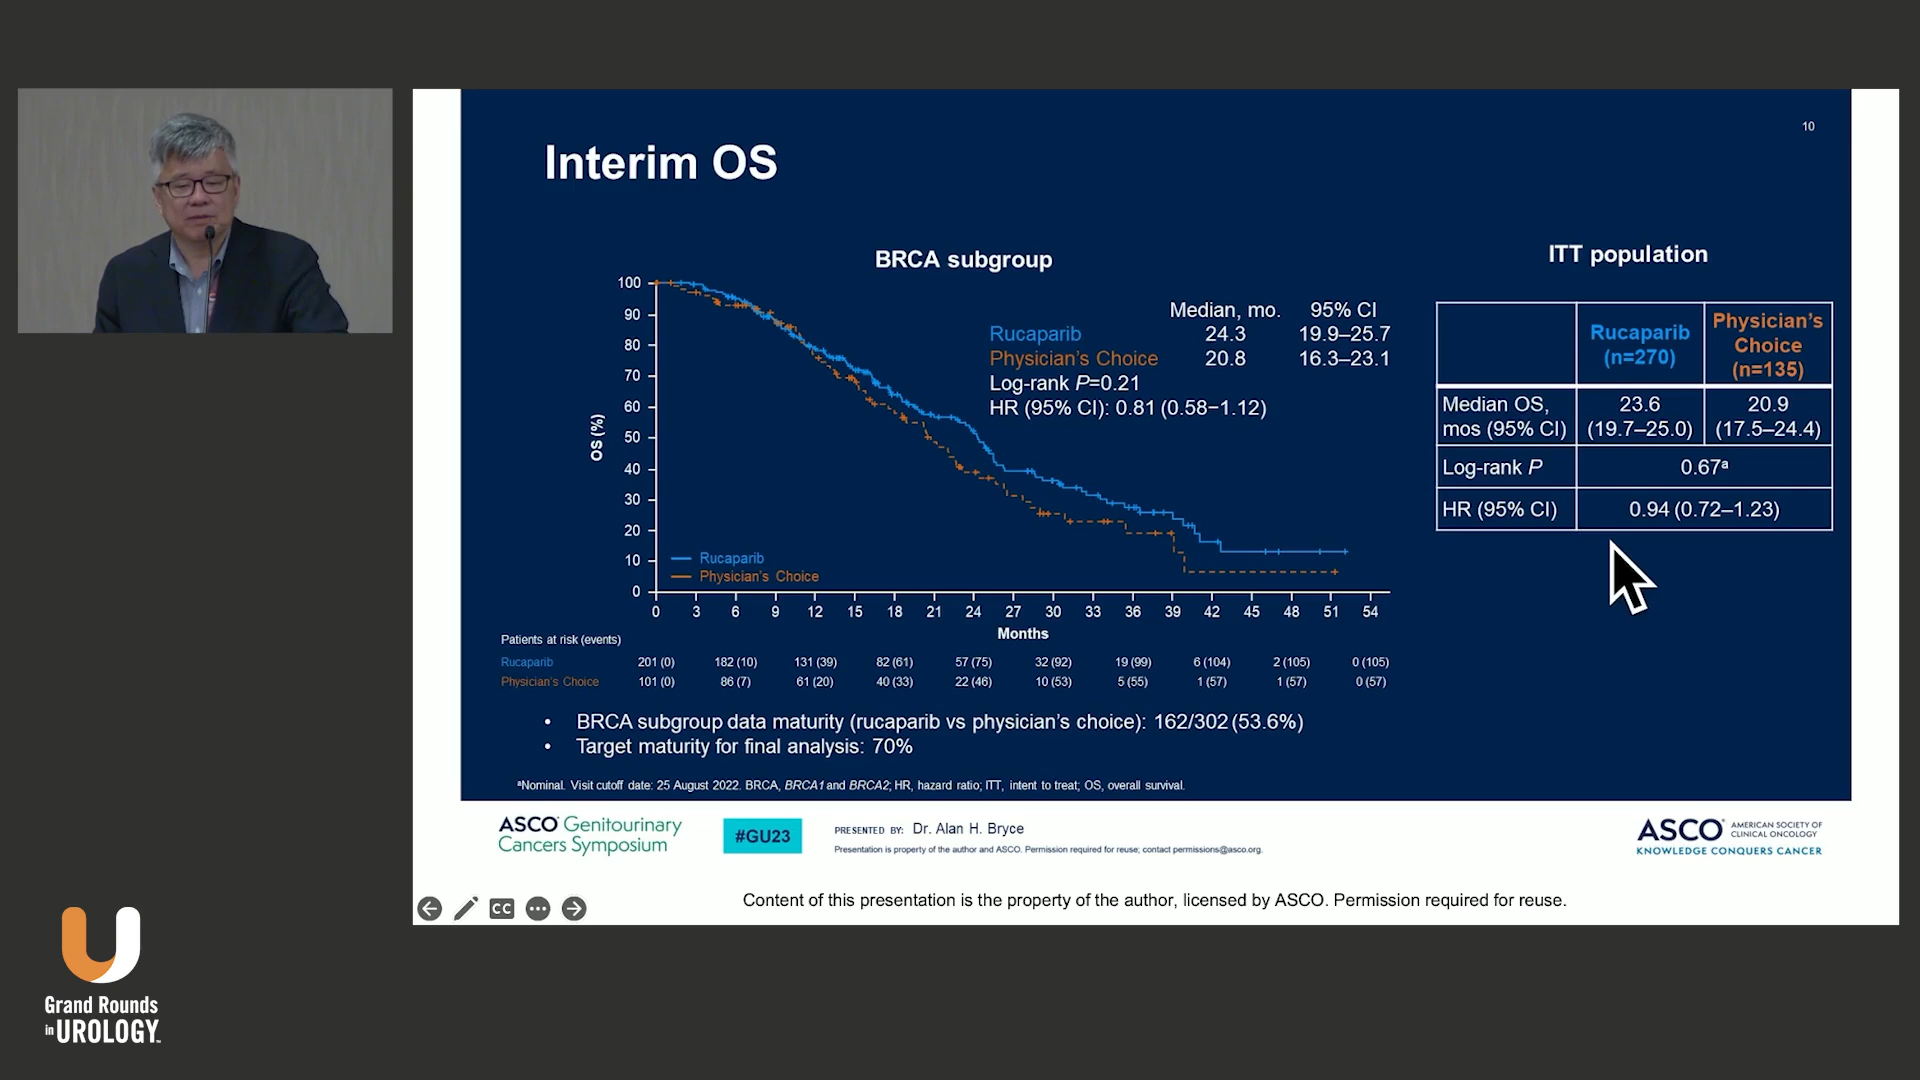 10
Interim OS
BRCA subgroup
ITT population
100
90
80
70
60
50
40
30
20
10
0
OS (%)
Median, mo. 95% CI
Rucaparib 24.3 19.9–25.7
Physician's Choice 20.8 16.3–23.1
Log-rank P=0.21
HR (95% CI): 0.81 (0.58−1.12)
Rucaparib
Physician's Choice
0 3 6 9 12 15 18 21 24 27 30 33 36 39 42 45 48 51 54
Months
Patients at risk (events)
Rucaparib 201 (0) 182 (10) 131 (39) 82 (61) 57 (75) 32 (92) 19 (99) 6 (104) 2 (105) 0 (105)
Physician's Choice 101 (0) 86 (7) 61 (20) 40 (33) 22 (46) 10 (53) 5 (55) 1 (57) 1 (57) 0 (57)
Rucaparib
(n=270)
Physician's
Choice
(n=135)
Median OS,
mos (95% CI)
23.6
(19.7–25.0)
20.9
(17.5–24.4)
Log-rank P 0.67ᵃ
HR (95% CI) 0.94 (0.72–1.23)
• BRCA subgroup data maturity (rucaparib vs physician's choice): 162/302 (53.6%)
• Target maturity for final analysis: 70%
ᵃNominal. Visit cutoff date: 25 August 2022. BRCA, BRCA1 and BRCA2; HR, hazard ratio; ITT, intent to treat; OS, overall survival.
ASCO Genitourinary
Cancers Symposium
#GU23
PRESENTED BY: Dr. Alan H. Bryce
Presentation is property of the author and ASCO. Permission required for reuse; contact permissions@asco.org.
ASCO AMERICAN SOCIETY OF
CLINICAL ONCOLOGY
KNOWLEDGE CONQUERS CANCER
CC
Content of this presentation is the property of the author, licensed by ASCO. Permission required for reuse.
Grand Rounds
in UROLOGY™